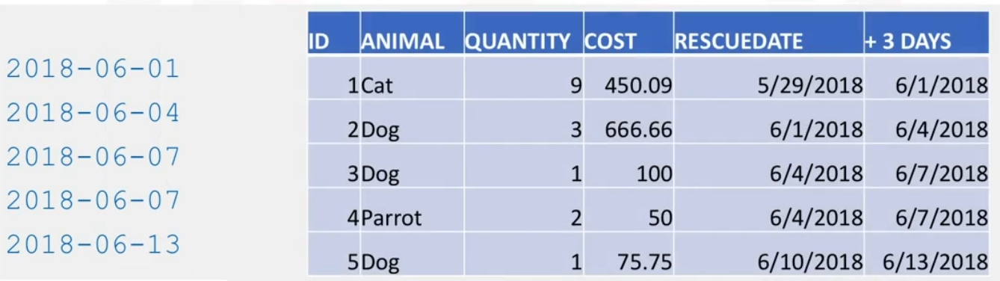 2018-06-01
2018-06-04
2018-06-07
2018-06-07
2018-06-13
ID ANIMAL QUANTITY COST RESCUEDATE + 3 DAYS
1 Cat 9 450.09 5/29/2018 6/1/2018
2 Dog 3 666.66 6/1/2018 6/4/2018
3 Dog 1 100 6/4/2018 6/7/2018
4 Parrot 2 50 6/4/2018 6/7/2018
5 Dog 1 75.75 6/10/2018 6/13/2018